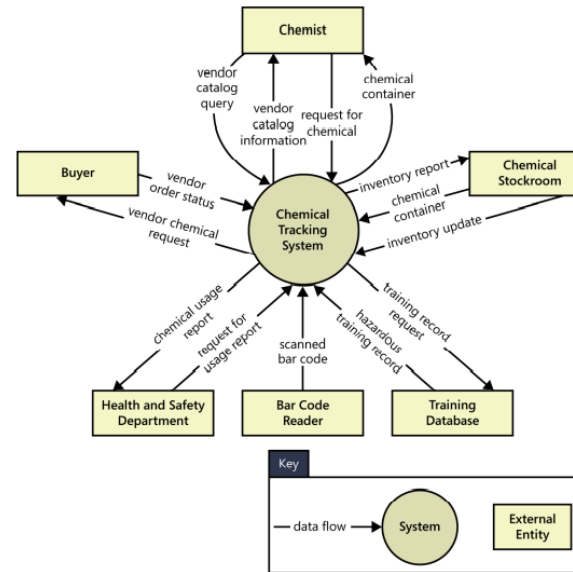 Chemist
vendor
catalog
query
vendor
catalog
information
request for
chemical
chemical
container
Buyer
vendor
order status
vendor chemical
request
Chemical
Tracking
System
inventory report
chemical
container
inventory update
Chemical
Stockroom
chemical usage
report
request for
usage report
scanned
bar code
hazardous
training record
training record
request
Health and Safety
Department
Bar Code
Reader
Training
Database
Key
data flow
System
External
Entity